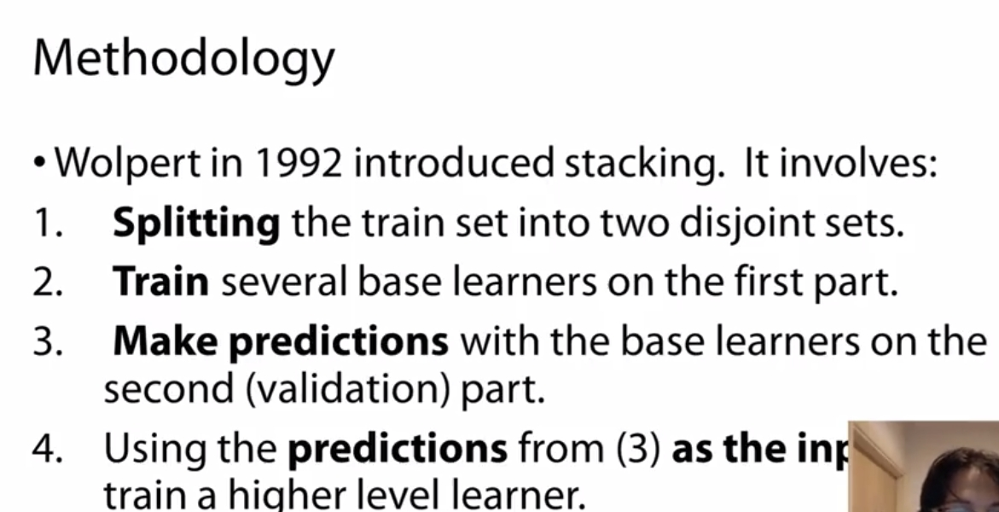 Methodology
• Wolpert in 1992 introduced stacking. It involves:
1. Splitting the train set into two disjoint sets.
2. Train several base learners on the first part.
3. Make predictions with the base learners on the
second (validation) part.
4. Using the predictions from (3) as the
train a higher level learner.